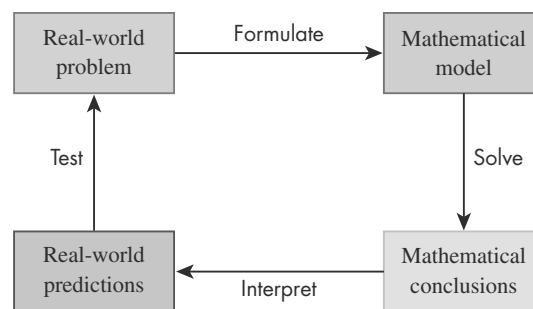 Real-world
problem
Formulate
Mathematical
model
Test
Solve
Real-world
predictions
Interpret
Mathematical
conclusions